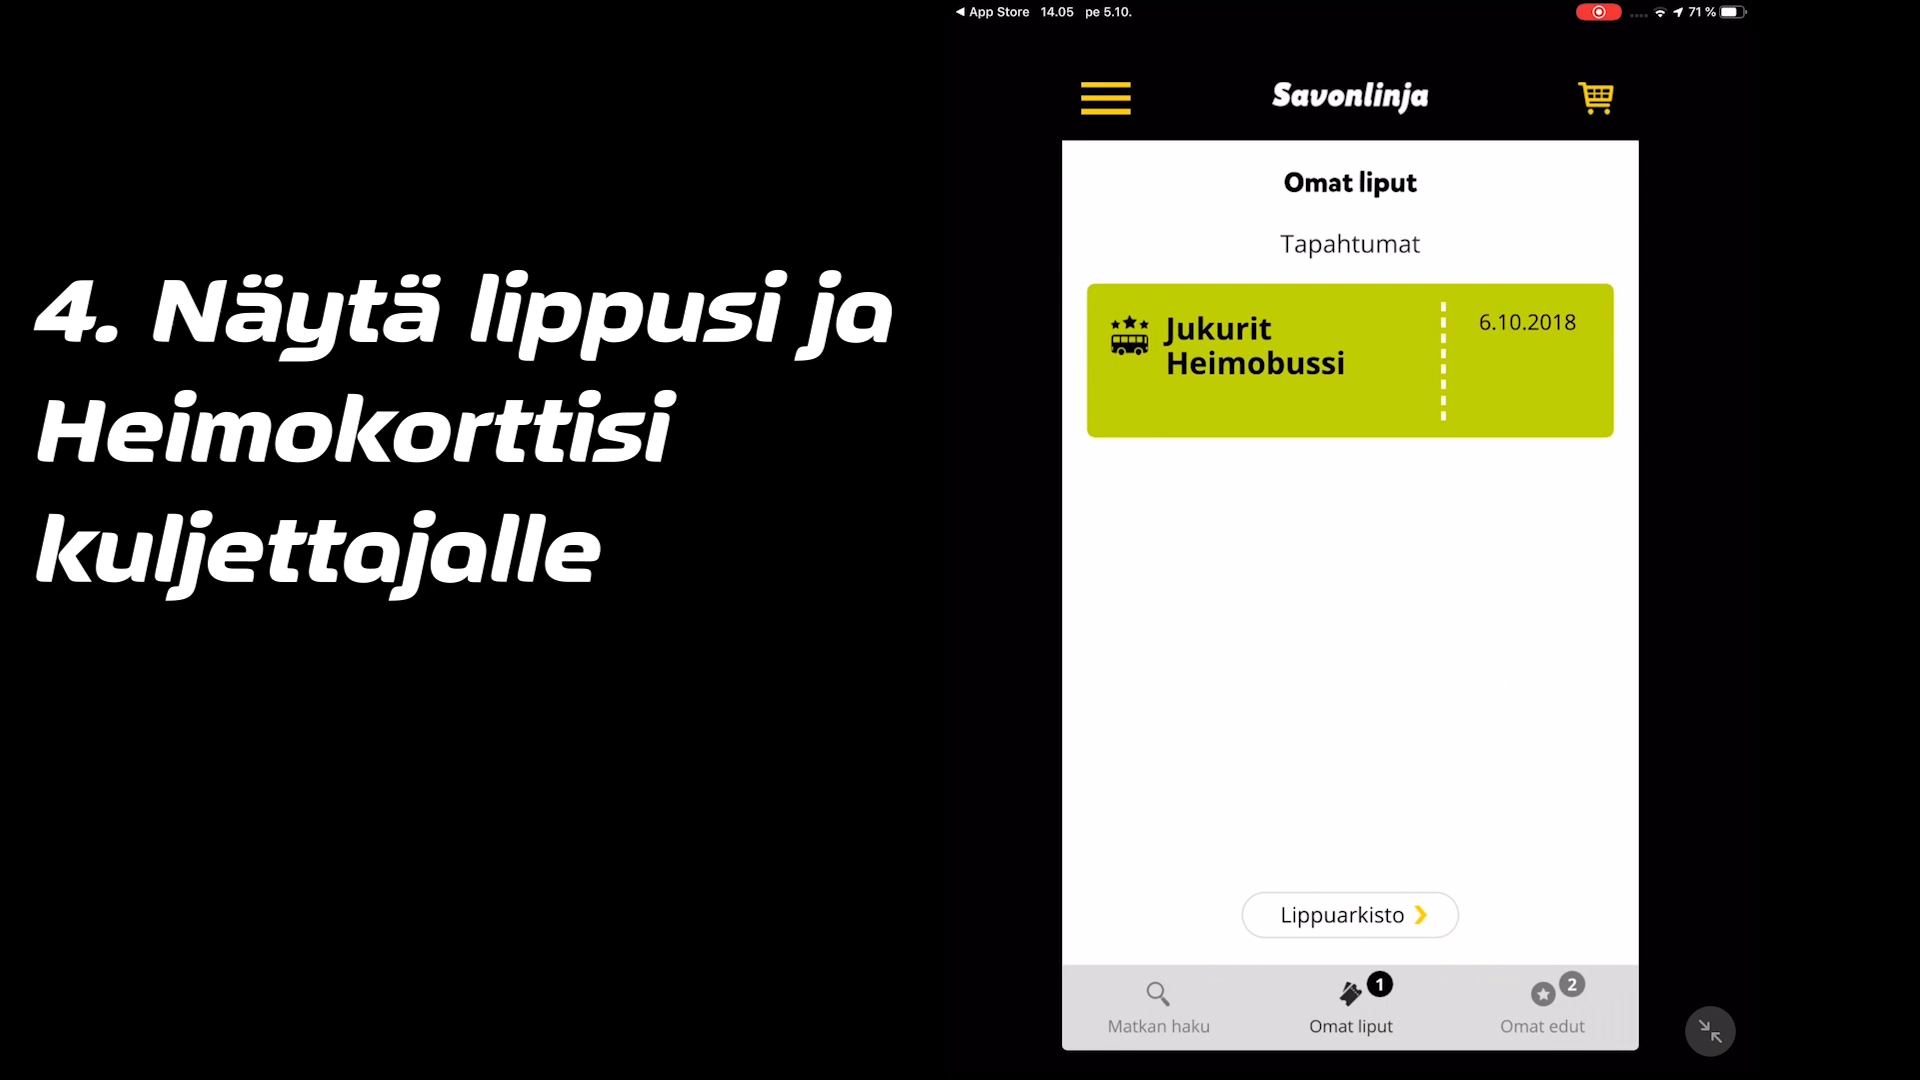 4. Näytä lippusi ja
Heimokorttisi
kuljettajalle
App Store 14.05 pe 5.10.
71 %
Savonlinja
Omat liput
Tapahtumat
Jukurit
Heimobussi
6.10.2018
Lippuarkisto
Matkan haku
1
Omat liput
2
Omat edut